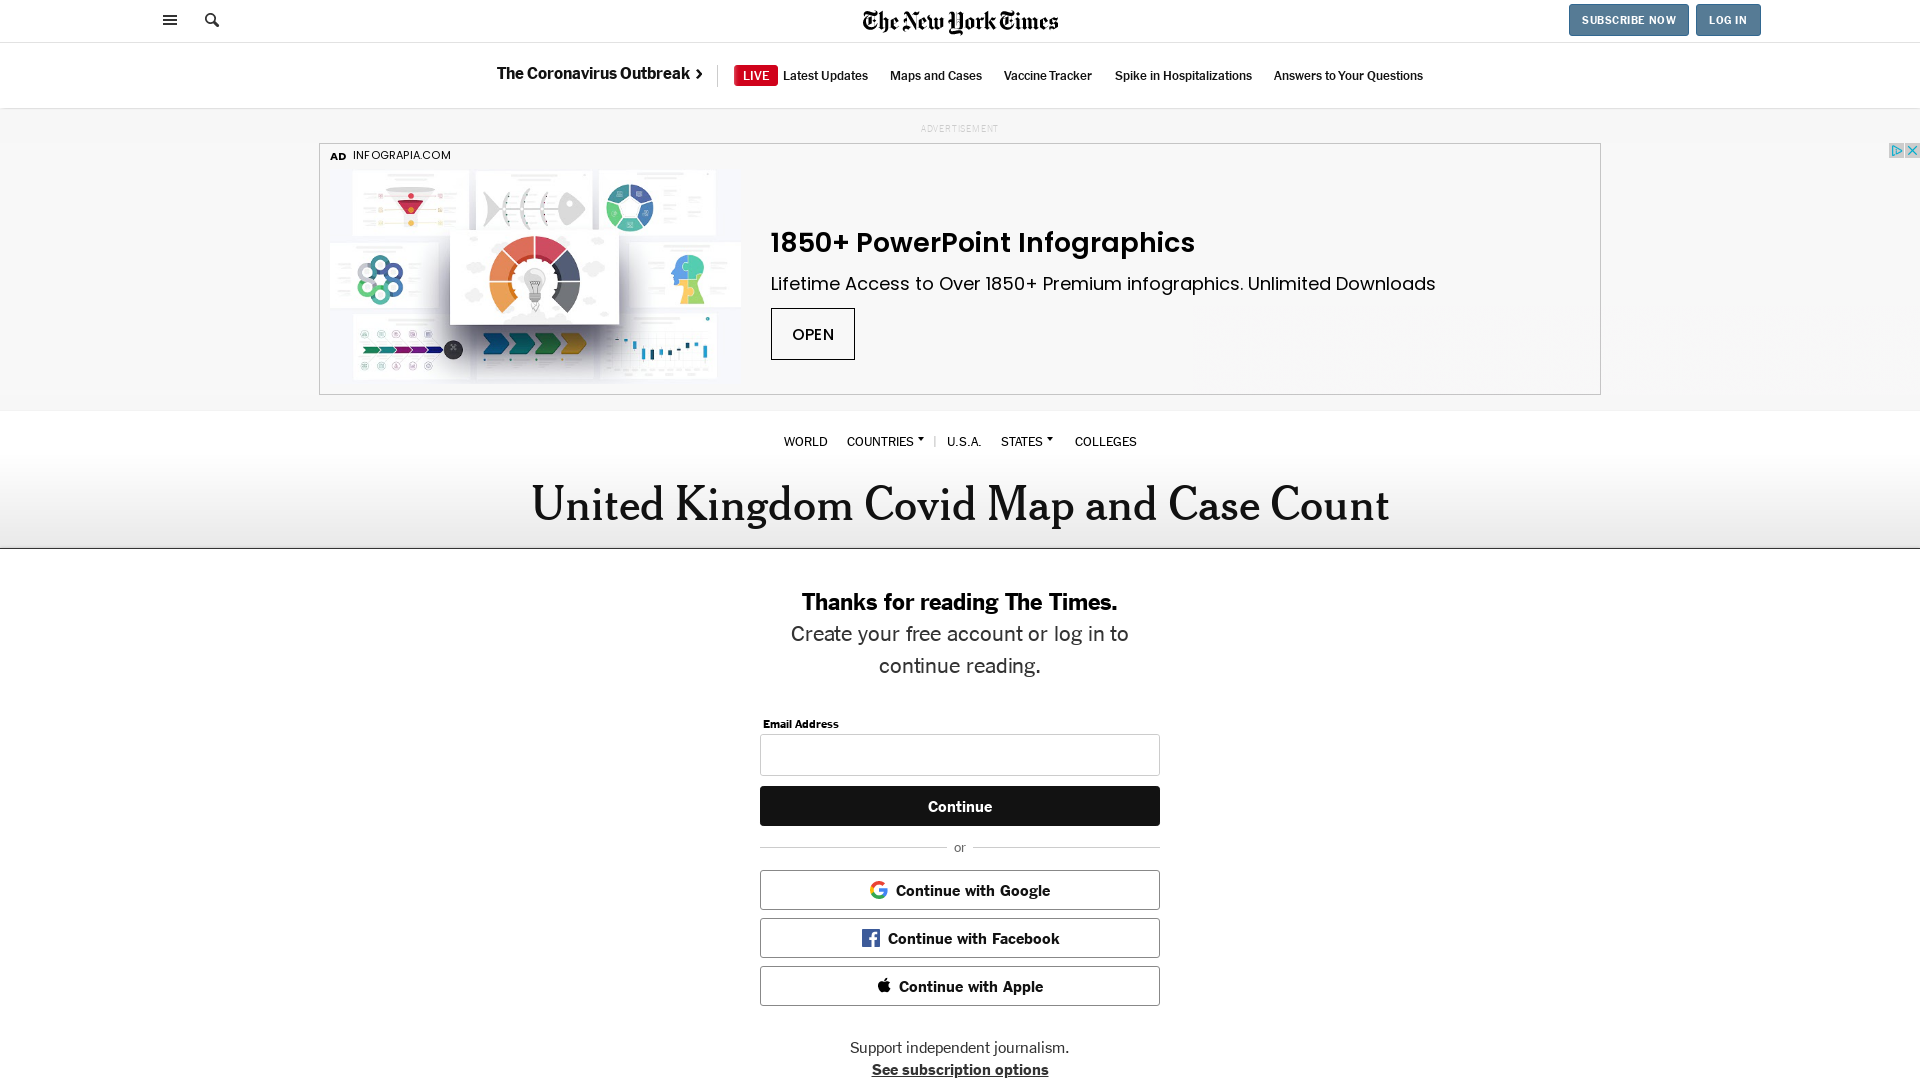 The New York Times
SUBSCRIBE NOW
LOG IN
The Coronavirus Outbreak
LIVE Latest Updates
Maps and Cases
Vaccine Tracker
Spike in Hospitalizations
Answers to Your Questions
ADVERTISEMENT
AD INFOGRAPIA.COM
1850+ PowerPoint Infographics
Lifetime Access to Over 1850+ Premium infographics. Unlimited Downloads
OPEN
WORLD COUNTRIES | U.S.A. STATES COLLEGES
United Kingdom Covid Map and Case Count
Thanks for reading The Times.
Create your free account or log in to
continue reading.
Email Address
Continue
or
Continue with Google
Continue with Facebook
Continue with Apple
Support independent journalism.
See subscription options